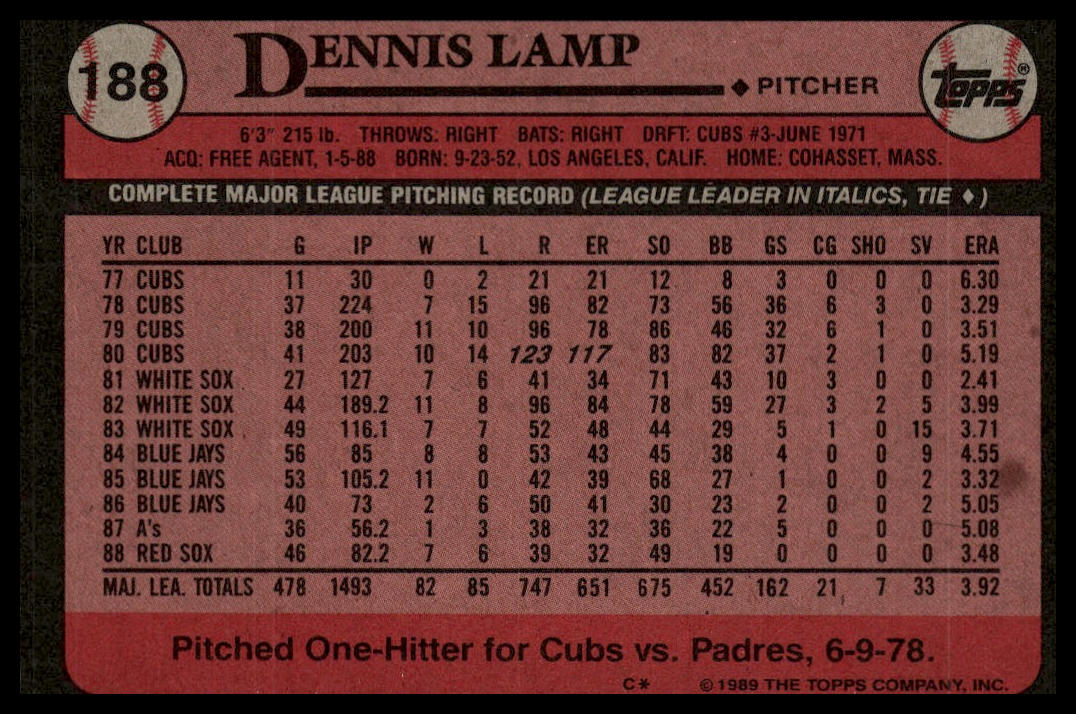 188
DENNIS LAMP
♦ PITCHER
TOPPS®
6'3" 215 lb. THROWS: RIGHT BATS: RIGHT DRFT: CUBS #3-JUNE 1971
ACQ: FREE AGENT, 1-5-88 BORN: 9-23-52, LOS ANGELES, CALIF. HOME: COHASSET, MASS.
COMPLETE MAJOR LEAGUE PITCHING RECORD (LEAGUE LEADER IN ITALICS, TIE ♦)
YR CLUB G IP W L R ER SO BB GS CG SHO SV ERA
77 CUBS 11 30 0 2 21 21 12 8 3 0 0 0 6.30
78 CUBS 37 224 7 15 96 82 73 56 36 6 3 0 3.29
79 CUBS 38 200 11 10 96 78 86 46 32 6 1 0 3.51
80 CUBS 41 203 10 14 123 117 83 82 37 2 1 0 5.19
81 WHITE SOX 27 127 7 6 41 34 71 43 10 3 0 0 2.41
82 WHITE SOX 44 189.2 11 8 96 84 78 59 27 3 2 5 3.99
83 WHITE SOX 49 116.1 7 7 52 48 44 29 5 1 0 15 3.71
84 BLUE JAYS 56 85 8 8 53 43 45 38 4 0 0 9 4.55
85 BLUE JAYS 53 105.2 11 0 42 39 68 27 1 0 0 2 3.32
86 BLUE JAYS 40 73 2 6 50 41 30 23 2 0 0 2 5.05
87 A's 36 56.2 1 3 38 32 36 22 5 0 0 0 5.08
88 RED SOX 46 82.2 7 6 39 32 49 19 0 0 0 0 3.48
MAJ. LEA. TOTALS 478 1493 82 85 747 651 675 452 162 21 7 33 3.92
Pitched One-Hitter for Cubs vs. Padres, 6-9-78.
C* ©1989 THE TOPPS COMPANY, INC.